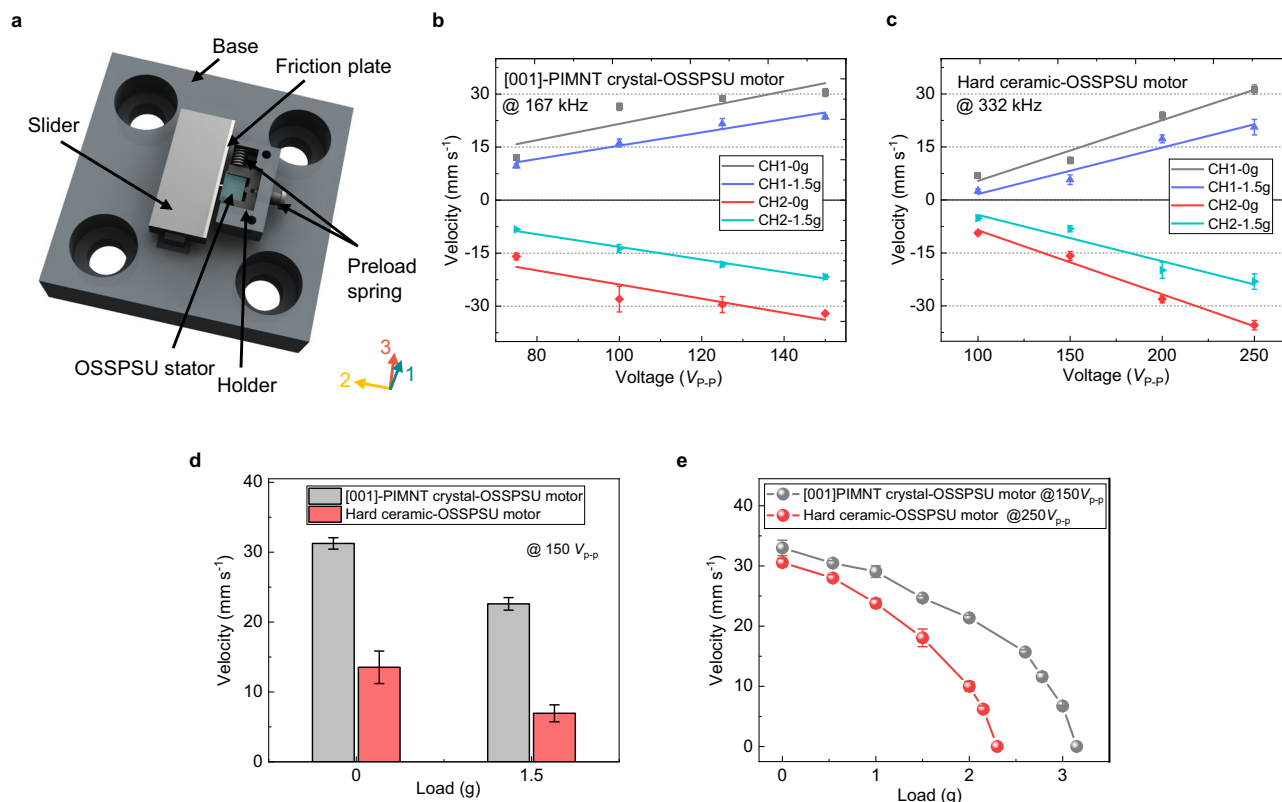 a
Base
Friction plate
Slider
Preload
spring
OSSPSU stator
Holder
3
2
1
b
[001]-PIMNT crystal-OSSPSU motor
@ 167 kHz
CH1-0g
CH1-1.5g
CH2-0g
CH2-1.5g
30
15
0
-15
-30
Velocity (mm s⁻¹)
80 100 120 140
Voltage (VP-P)
c
Hard ceramic-OSSPSU motor
@ 332 kHz
CH1-0g
CH1-1.5g
CH2-0g
CH2-1.5g
30
15
0
-15
-30
Velocity (mm s⁻¹)
100 150 200 250
Voltage (VP-P)
d
[001]-PIMNT crystal-OSSPSU motor
Hard ceramic-OSSPSU motor
@ 150 Vp-p
40
30
20
10
0
Velocity (mm s⁻¹)
0 1.5
Load (g)
e
[001]PIMNT crystal-OSSPSU motor @150Vp-p
Hard ceramic-OSSPSU motor @250Vp-p
40
30
20
10
0
Velocity (mm s⁻¹)
0 1 2 3
Load (g)